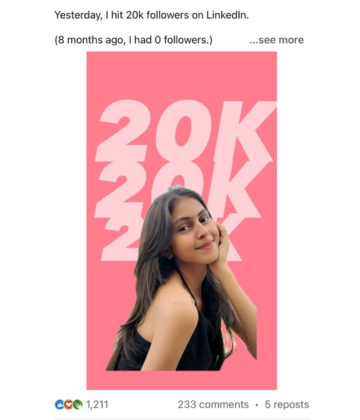 Yesterday, I hit 20k followers on LinkedIn.
(8 months ago, I had 0 followers.) ...see more
20K
20K
2 K
1,211 233 comments • 5 reposts